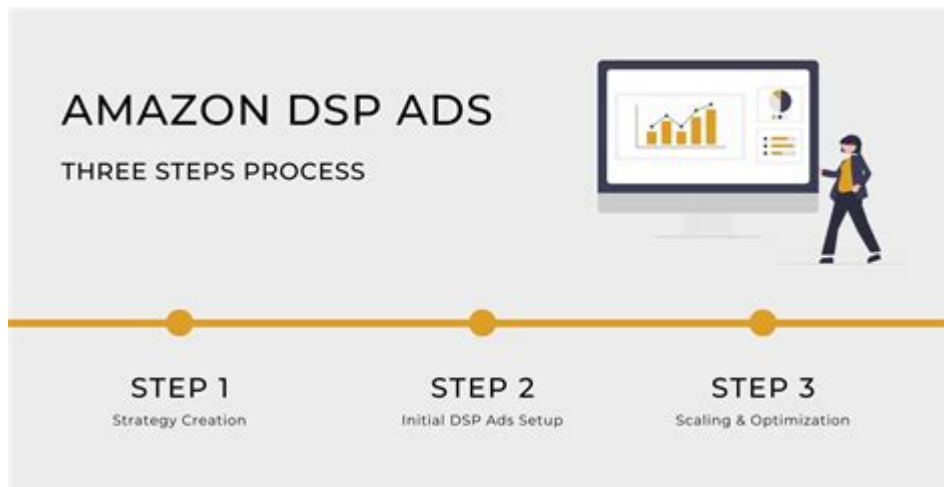 AMAZON DSP ADS
THREE STEPS PROCESS
STEP 1
Strategy Creation
STEP 2
Initial DSP Ads Setup
STEP 3
Scaling & Optimization